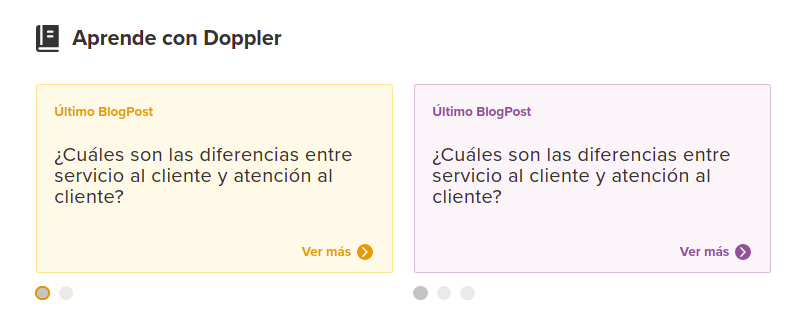 Aprende con Doppler
Último BlogPost
¿Cuáles son las diferencias entre
servicio al cliente y atención al
cliente?
Ver más
Último BlogPost
¿Cuáles son las diferencias entre
servicio al cliente y atención al
cliente?
Ver más